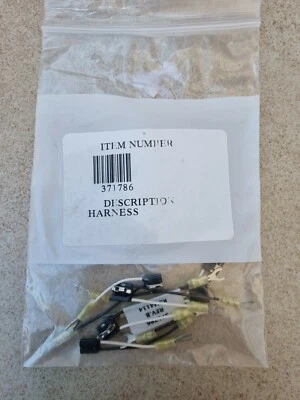 ITEM NUMBER
371786
DESCRIPTION
HARNESS